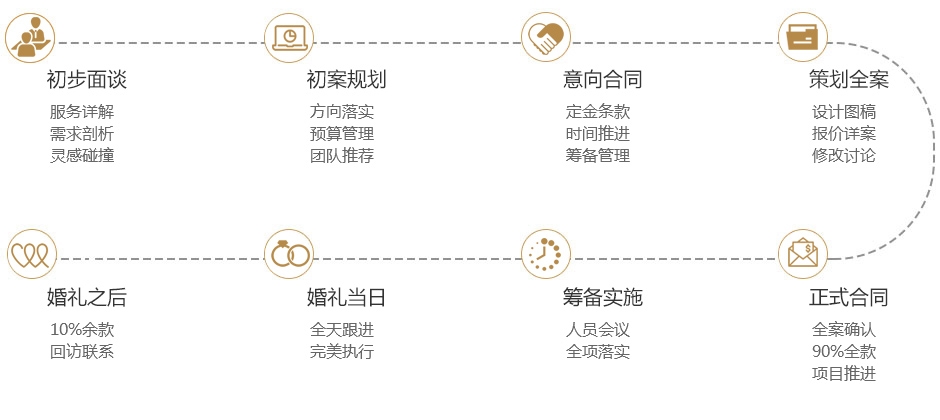 初步面谈
服务详解
需求剖析
灵感碰撞
初案规划
方向落实
预算管理
团队推荐
意向合同
定金条款
时间推进
筹备管理
策划全案
设计图稿
报价详案
修改讨论
$
正式合同
全案确认
90%全款
项目推进
筹备实施
人员会议
全项落实
婚礼当日
全天跟进
完美执行
婚礼之后
10%余款
回访联系